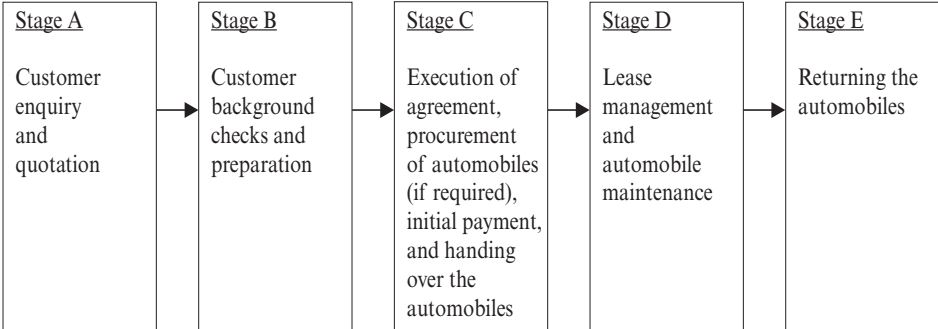 Stage A
Customer
enquiry
and
quotation
Stage B
Customer
background
checks and
preparation
Stage C
Execution of
agreement,
procurement
of automobiles
(if required),
initial payment,
and handing
over the
automobiles
Stage D
Lease
management
and
automobile
maintenance
Stage E
Returning the
automobiles